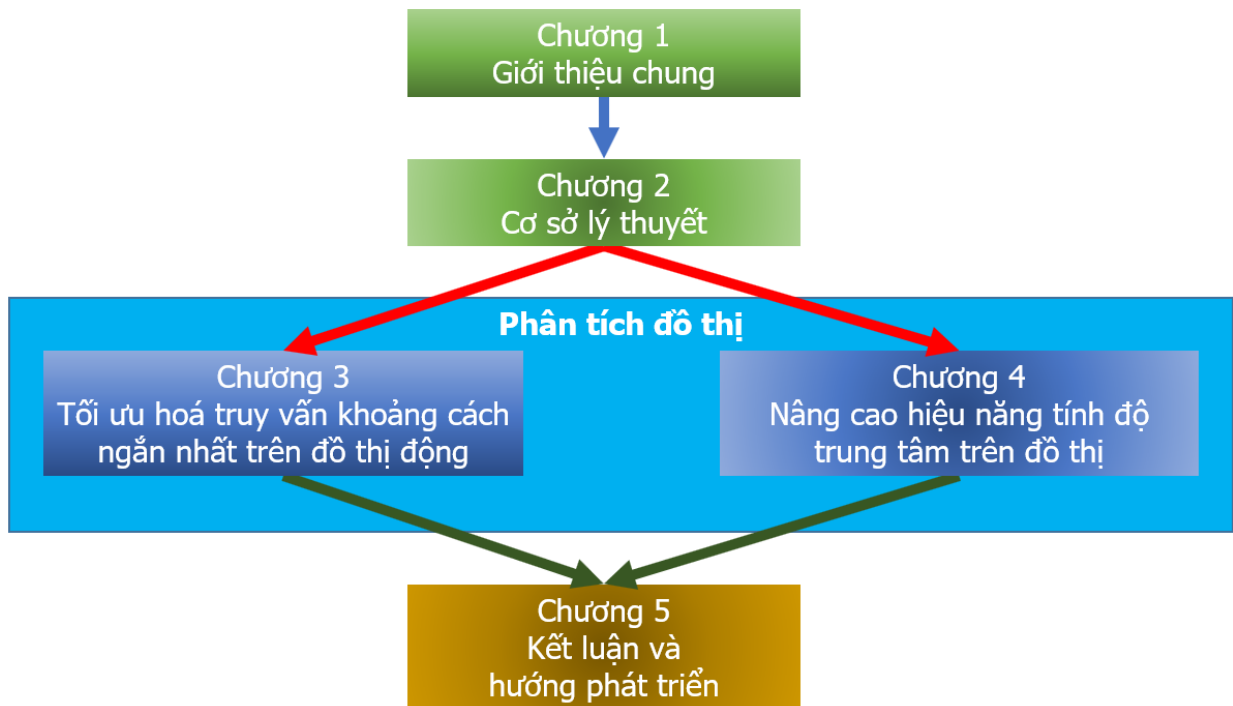 Chương 1
Giới thiệu chung
Chương 2
Cơ sở lý thuyết
Phân tích đồ thị
Chương 3
Tối ưu hoá truy vấn khoảng cách
ngắn nhất trên đồ thị động
Chương 4
Nâng cao hiệu năng tính độ
trung tâm trên đồ thị
Chương 5
Kết luận và
hướng phát triển